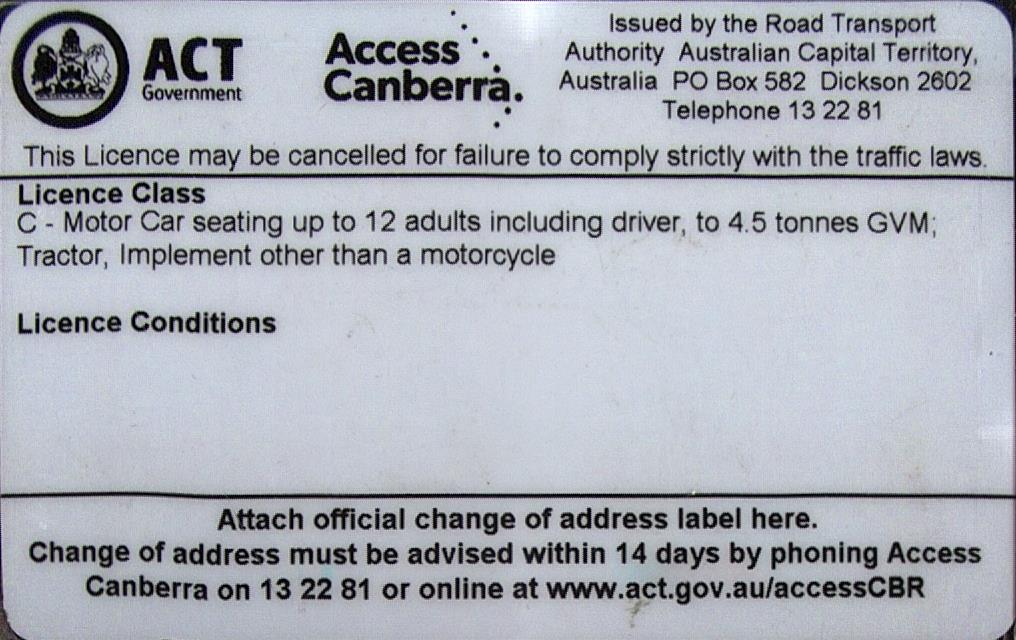 ACT
Government
Access
Canberra.
Issued by the Road Transport
Authority Australian Capital Territory,
Australia PO Box 582 Dickson 2602
Telephone 13 22 81
This Licence may be cancelled for failure to comply strictly with the traffic laws.
Licence Class
C - Motor Car seating up to 12 adults including driver, to 4.5 tonnes GVM;
Tractor, Implement other than a motorcycle
Licence Conditions
Attach official change of address label here.
Change of address must be advised within 14 days by phoning Access
Canberra on 13 22 81 or online at www.act.gov.au/accessCBR